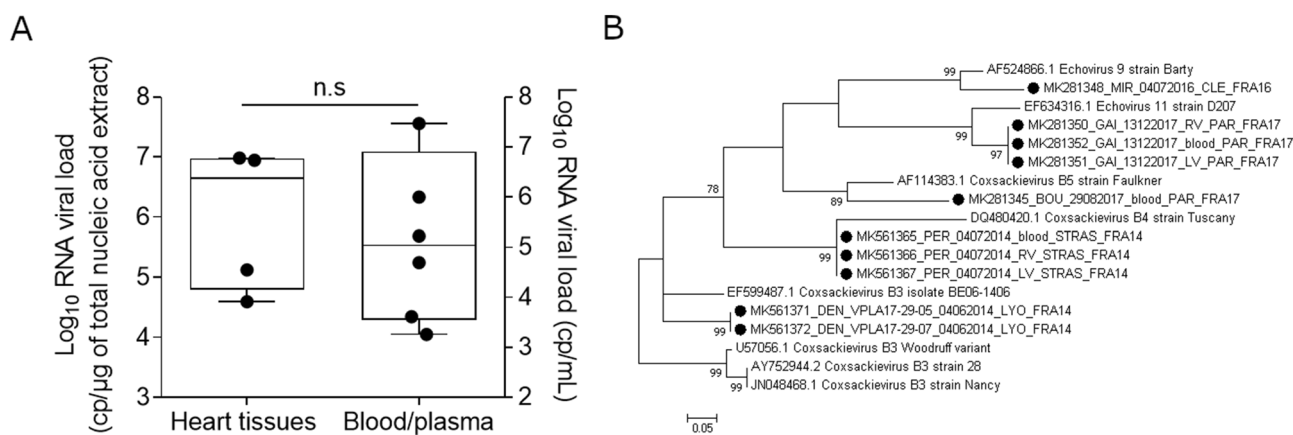 A
B
n.s
Log10 RNA viral load
(cp/µg of total nucleic acid extract)
8
7
6
5
4
3
8
7
6
5
4
3
2
Log10 RNA viral load (cp/mL)
Heart tissues
Blood/plasma
AF524866.1 Echovirus 9 strain Barty
99
MK281348_MIR_04072016_CLE_FRA16
EF634316.1 Echovirus 11 strain D207
MK281350_GAI_13122017_RV_PAR_FRA17
99
MK281352_GAI_13122017_blood_PAR_FRA17
97
MK281351_GAI_13122017_LV_PAR_FRA17
AF114383.1 Coxsackievirus B5 strain Faulkner
78
89
MK281345_BOU_29082017_blood_PAR_FRA17
DQ480420.1 Coxsackievirus B4 strain Tuscany
MK561365_PER_04072014_blood_STRAS_FRA14
MK561366_PER_04072014_RV_STRAS_FRA14
99
MK561367_PER_04072014_LV_STRAS_FRA14
EF599487.1 Coxsackievirus B3 isolate BE06-1406
MK561371_DEN_VPLA17-29-05_04062014_LYO_FRA14
99
MK561372_DEN_VPLA17-29-07_04062014_LYO_FRA14
U57056.1 Coxsackievirus B3 Woodruff variant
99
AY752944.2 Coxsackievirus B3 strain 28
99
JN048468.1 Coxsackievirus B3 strain Nancy
0.05